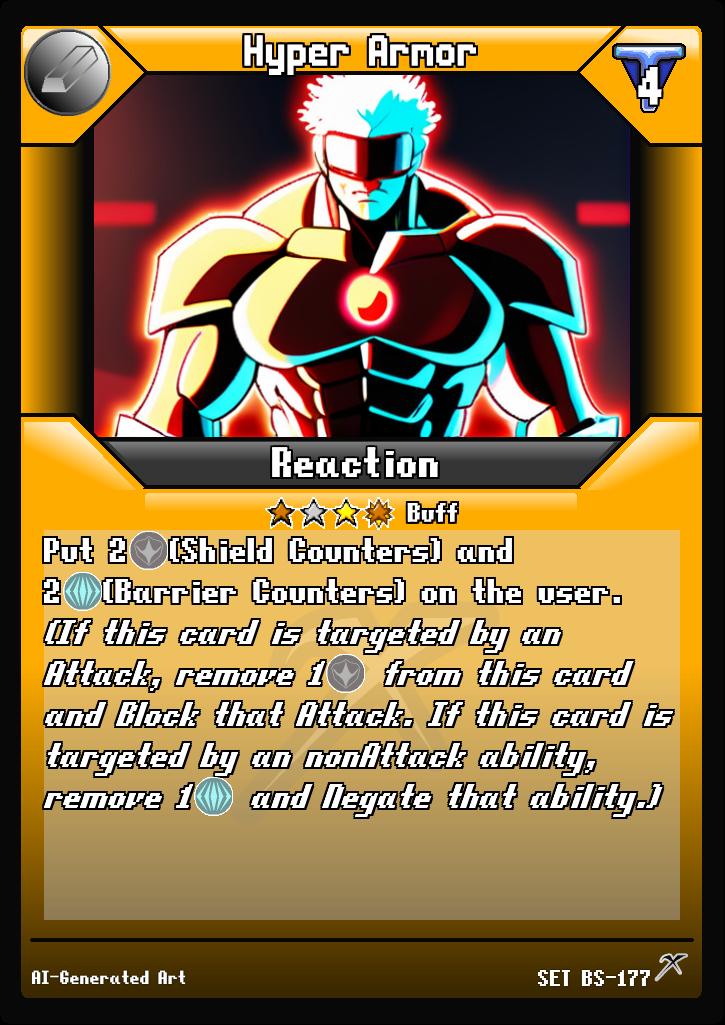 Hyper Armor
4
Reaction
Buff
Put 2(Shield Counters) and
2(Barrier Counters) on the user.
(If this card is targeted by an
Attack, remove 1 from this card
and Block that Attack. If this card is
targeted by an nonAttack ability,
remove 1 and Negate that ability.)
AI-Generated Art
SET BS-177